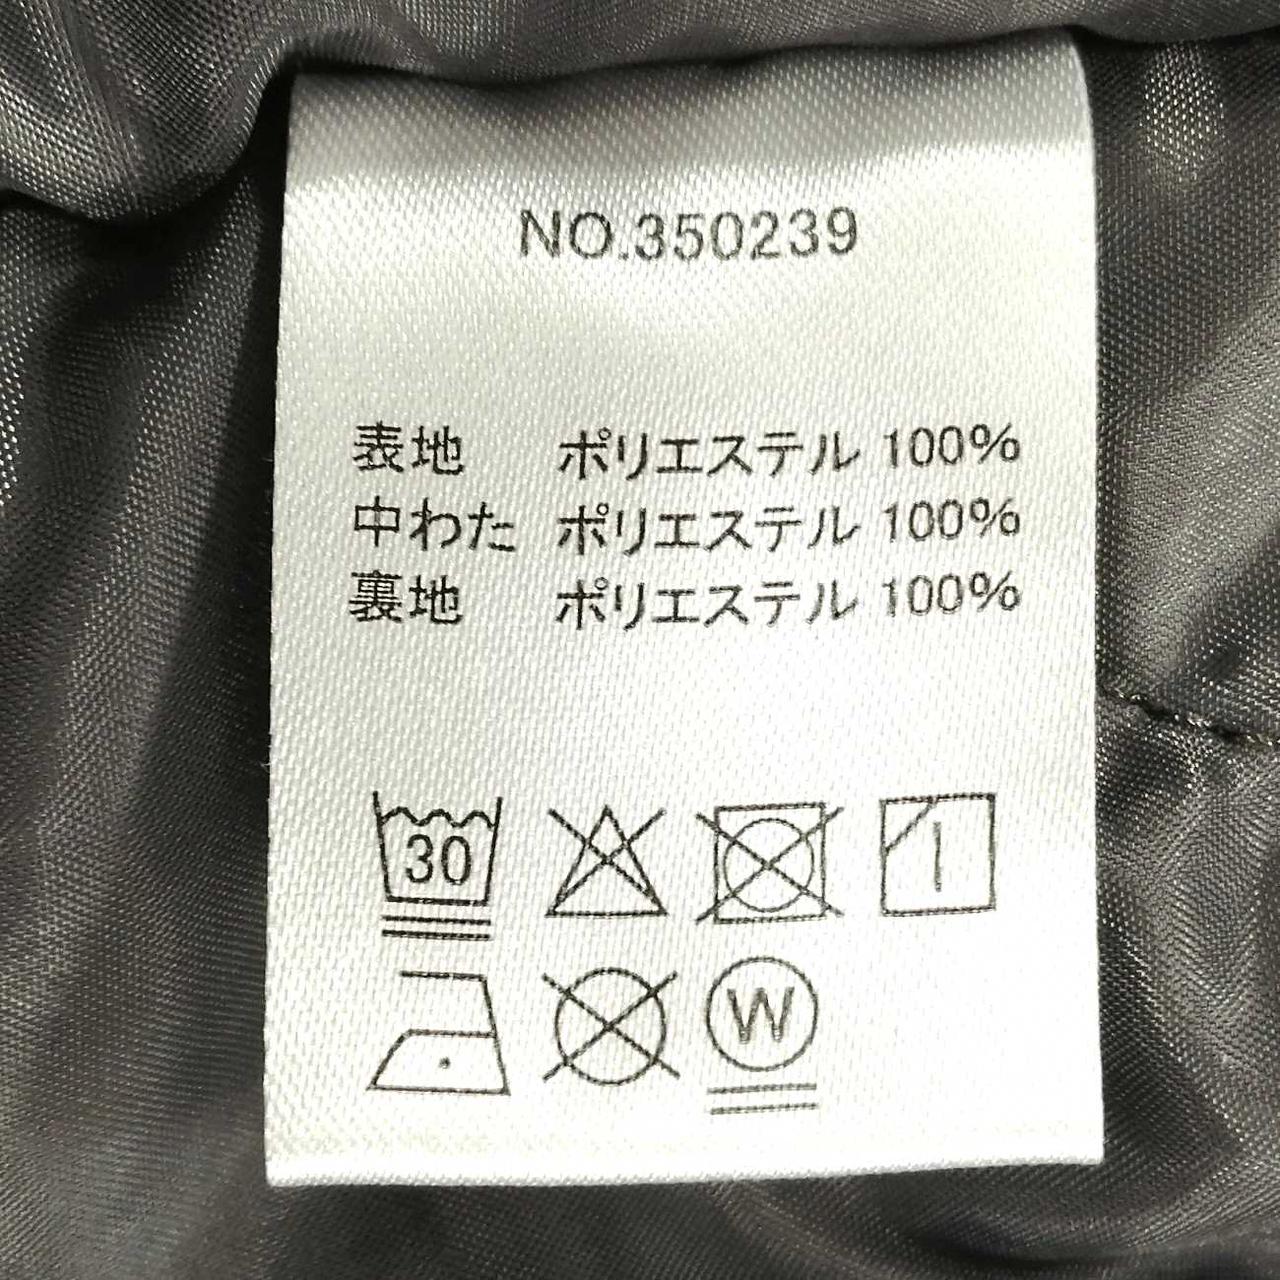 NO.350239
表地 ポリエステル 100%
中わた ポリエステル 100%
裏地 ポリエステル 100%
30
W